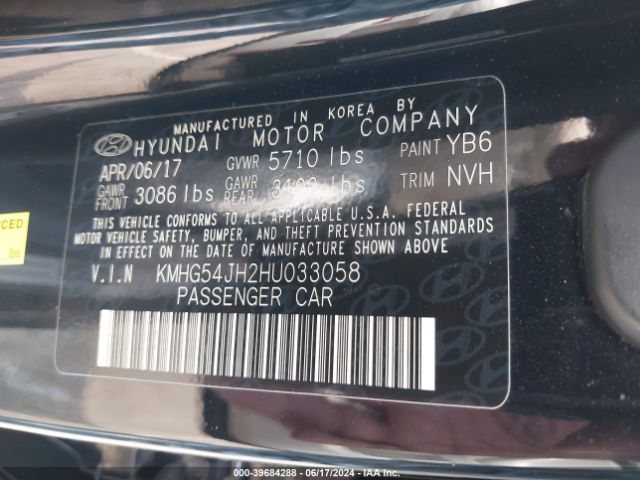 MANUFACTURED IN KOREA BY
HYUNDAI MOTOR COMPANY
APR/06/17 GVWR 5710 lbs PAINT YB6
GAWR FRONT 3086 lbs GAWR REAR lbs TRIM NVH
THIS VEHICLE CONFORMS TO ALL APPLICABLE U.S.A. FEDERAL
MOTOR VEHICLE SAFETY, BUMPER, AND THEFT PREVENTION STANDARDS
IN EFFECT ON THE DATE OF MANUFACTURE SHOWN ABOVE.
V.I.N KMHG54JH2HU033058
PASSENGER CAR
lbs
000-39684288 - 06/17/2024 - IAA Inc.